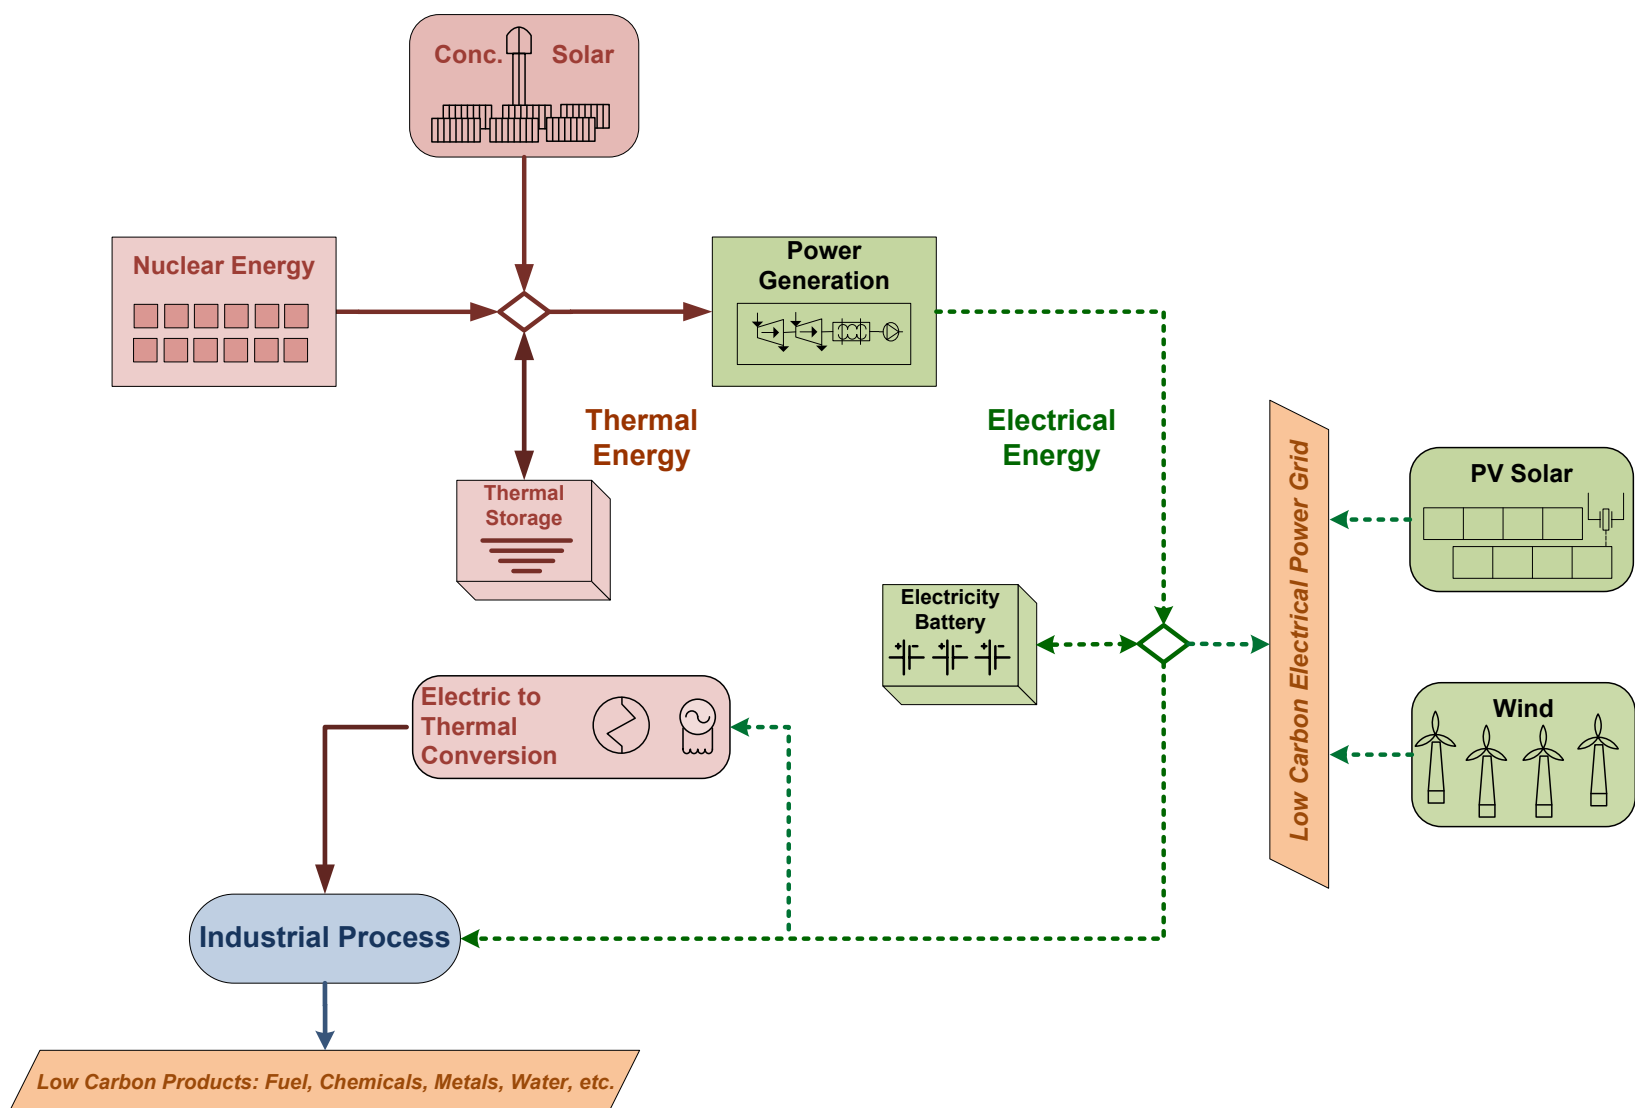 Conc. Solar
Nuclear Energy
Power
Generation
Thermal
Energy
Electrical
Energy
Thermal
Storage
Low Carbon Electrical Power Grid
PV Solar
Electricity
Battery
Electric to
Thermal
Conversion
Wind
Industrial Process
Low Carbon Products: Fuel, Chemicals, Metals, Water, etc.